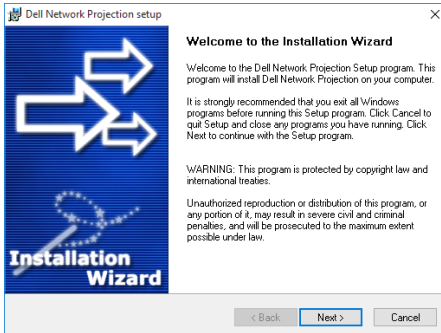 Dell Network Projection setup
Welcome to the Installation Wizard
Welcome to the Dell Network Projection Setup program. This
program will install Dell Network Projection on your computer.
It is strongly recommended that you exit all Windows
programs before running this Setup program. Click Cancel to
quit Setup and close any programs you have running. Click
Next to continue with the Setup program.
WARNING: This program is protected by copyright law and
international treaties.
Unauthorized reproduction or distribution of this program, or
any portion of it, may result in severe civil and criminal
penalties, and will be prosecuted to the maximum extent
possible under law.
Installation
Wizard
< Back
Next >
Cancel